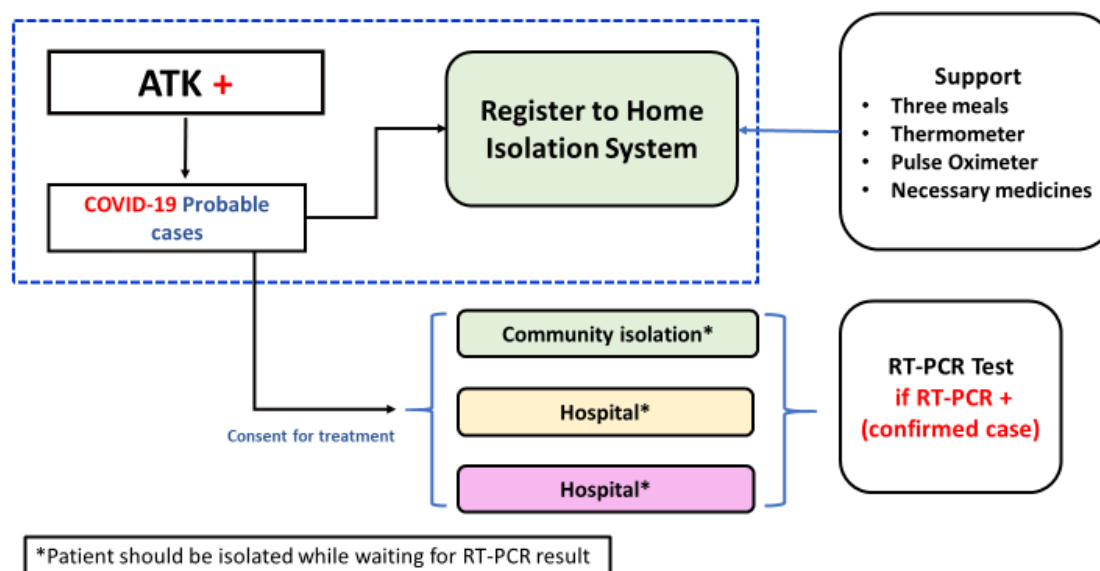 ATK +
COVID-19 Probable
cases
Register to Home
Isolation System
Support
• Three meals
• Thermometer
• Pulse Oximeter
• Necessary medicines
Consent for treatment
Community isolation*
Hospital*
Hospital*
RT-PCR Test
if RT-PCR +
(confirmed case)
*Patient should be isolated while waiting for RT-PCR result